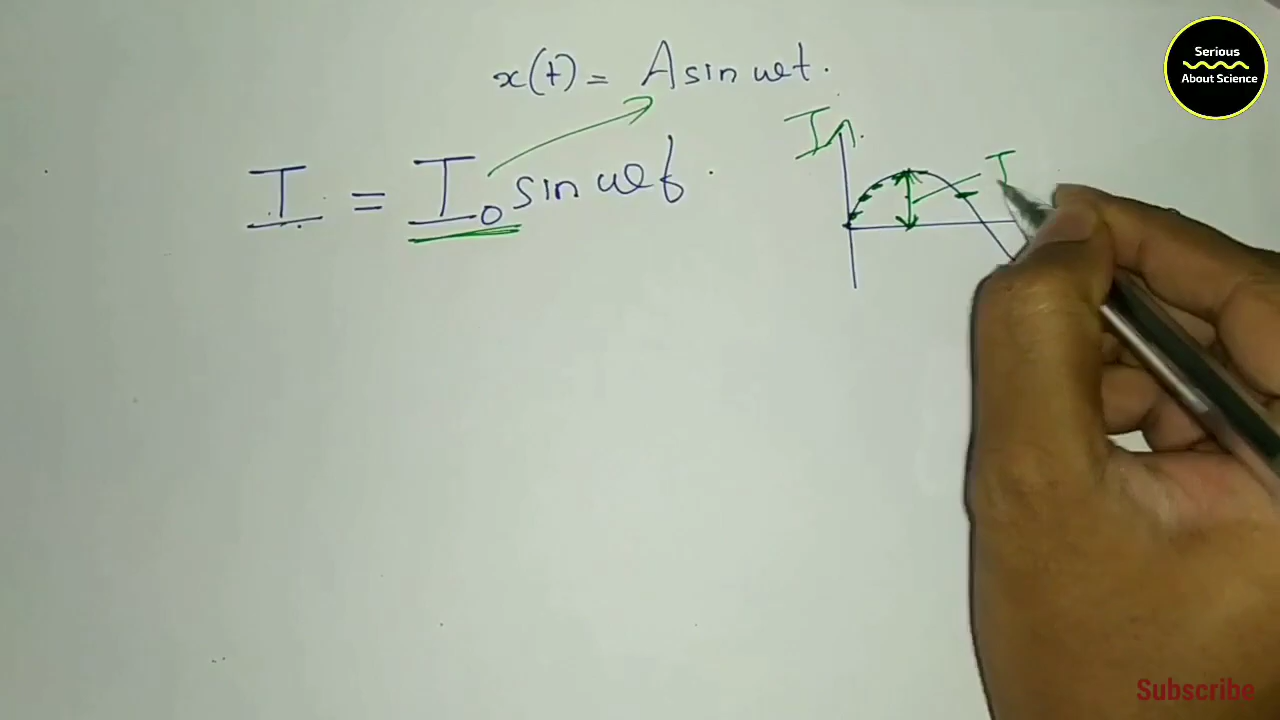 Serious
About Science
x(t) = A sin ωt.
I = I₀ sin ωt.
I
I
Subscribe